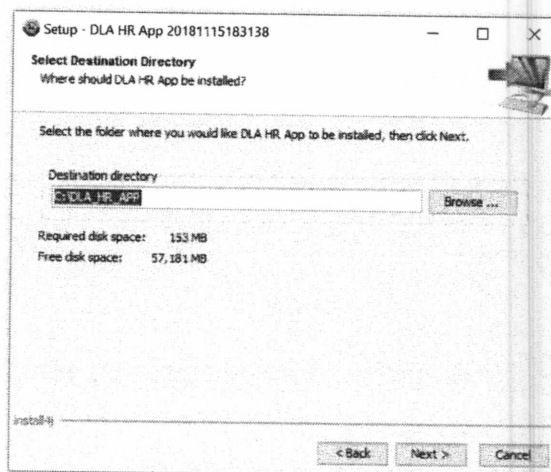 Setup - DLA HR App 20181115183138
Select Destination Directory
Where should DLA HR App be installed?
Select the folder where you would like DLA HR App to be installed, then click Next.
Destination directory
C:\DLA_HR_APP
Browse ...
Required disk space: 153 MB
Free disk space: 57,181 MB
install4j
< Back Next > Cancel